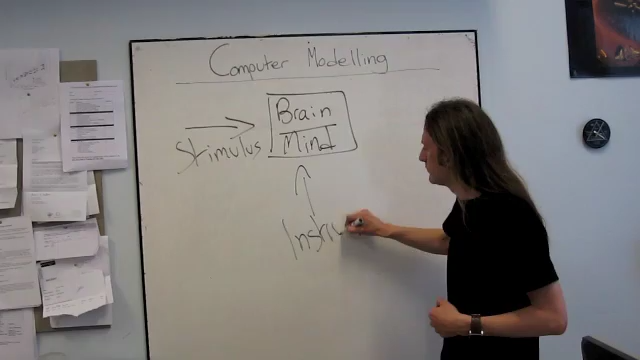 Computer Modelling
Brain
Mind
Stimulus
Instru